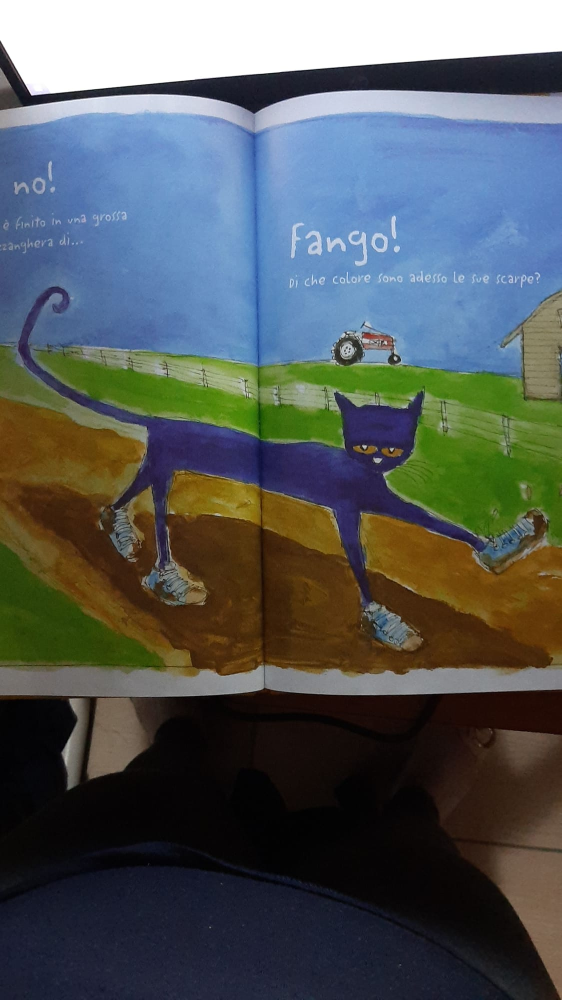 no!
è finito in una grossa
zzanghera di...
Fango!
Di che colore sono adesso le sue scarpe?